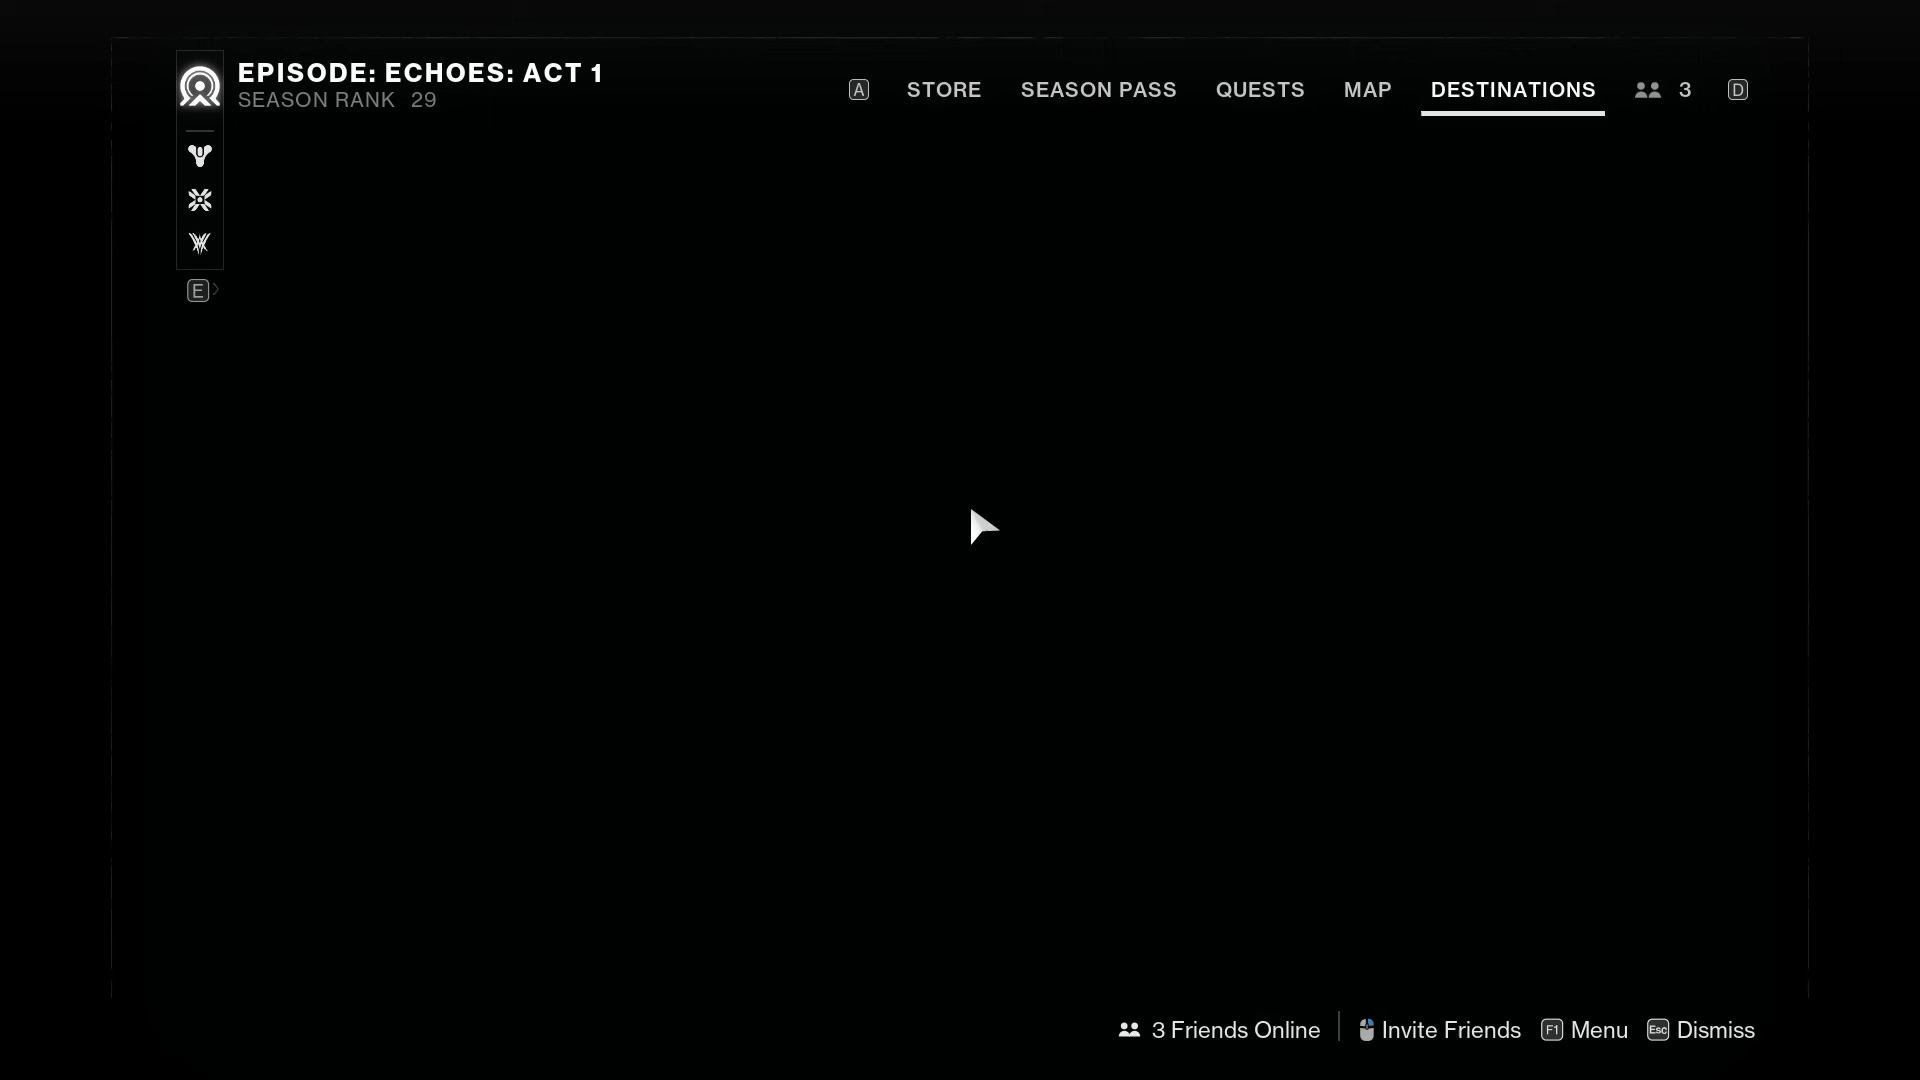 EPISODE: ECHOES: ACT 1
SEASON RANK 29
A STORE SEASON PASS QUESTS MAP DESTINATIONS 3 D
E
3 Friends Online Invite Friends F1 Menu Esc Dismiss